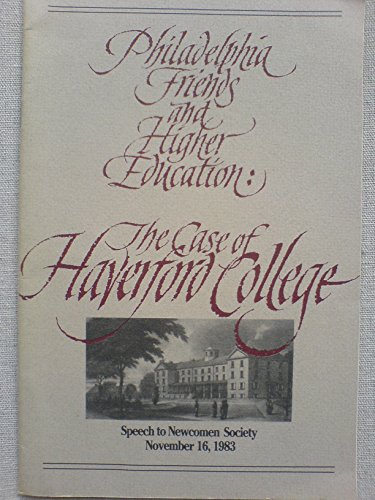 Philadelphia
Friends
and
Higher
Education:
The Case of
Haverford College
Speech to Newcomen Society
November 16, 1983